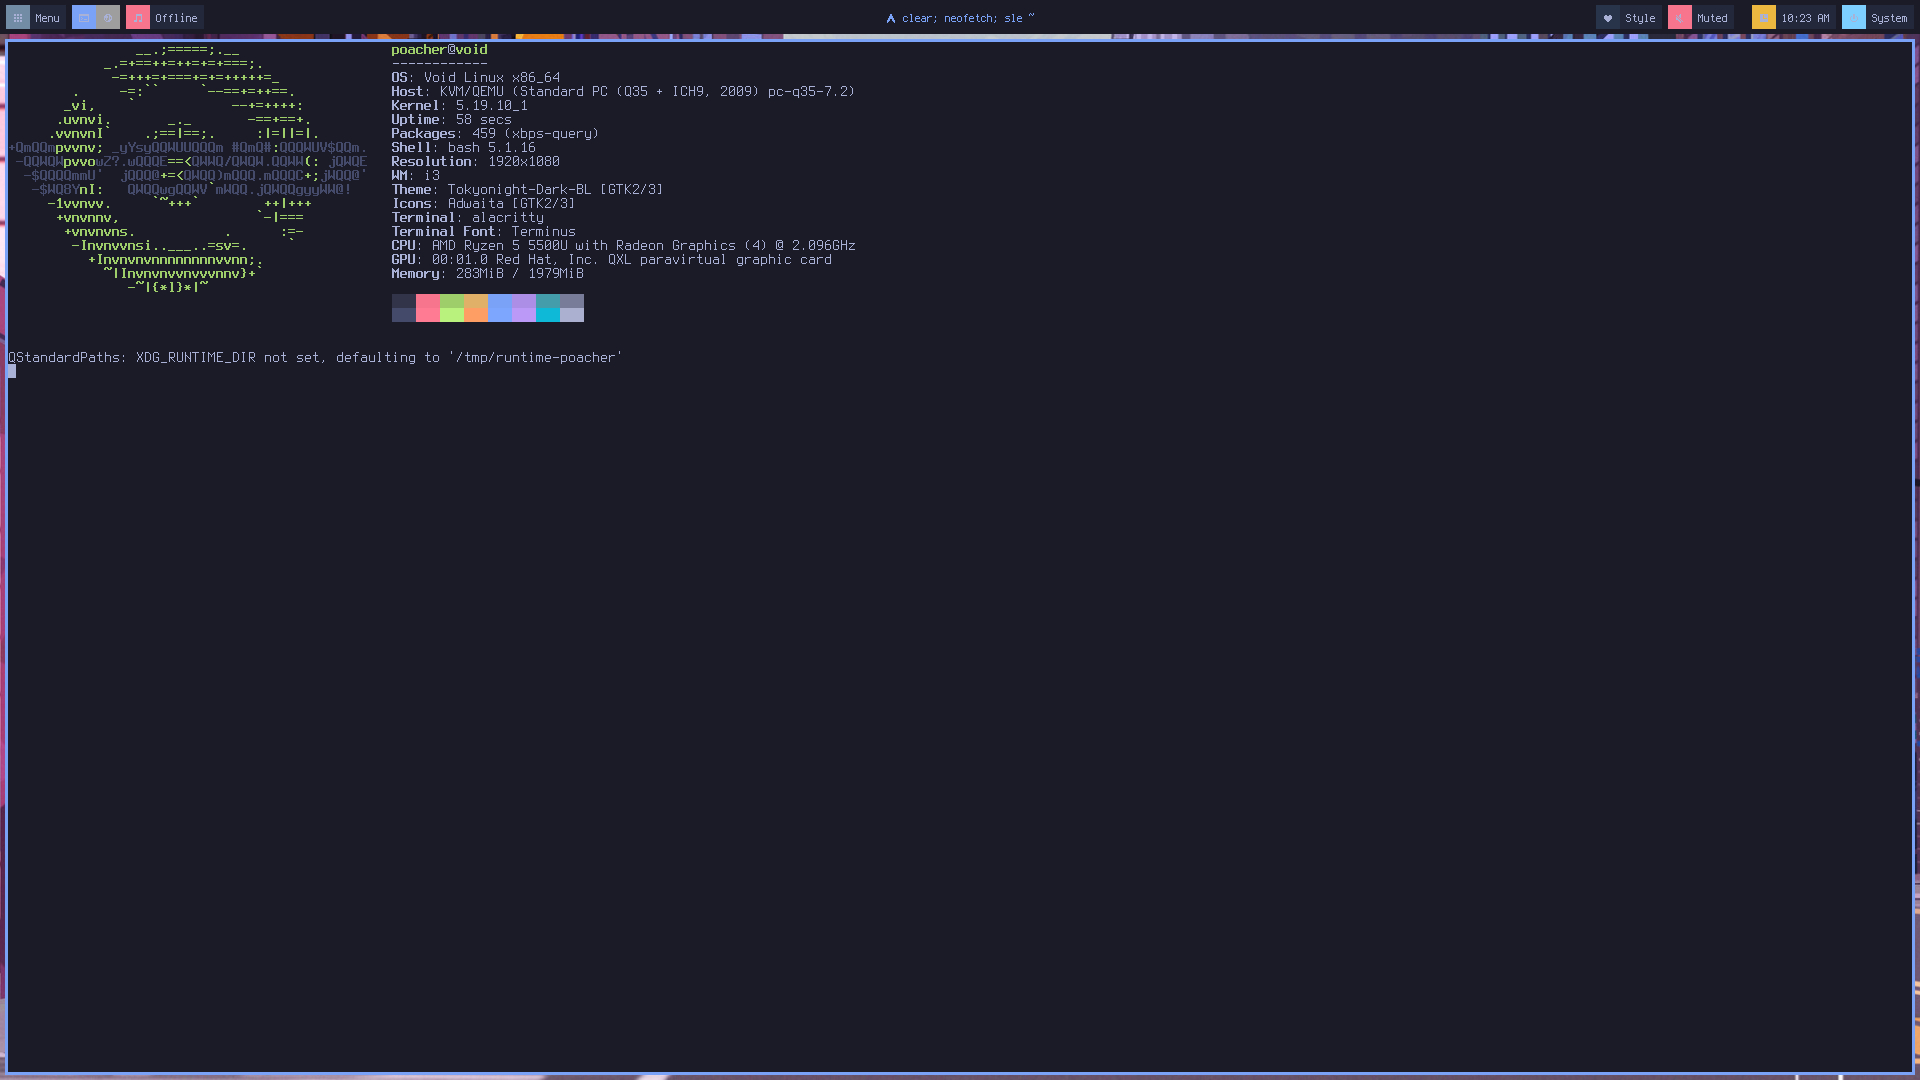 Menu Offline clear; neofetch; sle ~ Style Muted 10:23 AM System
poacher@void
------------
OS: Void Linux x86_64
Host: KVM/QEMU (Standard PC (Q35 + ICH9, 2009) pc-q35-7.2)
Kernel: 5.19.10_1
Uptime: 58 secs
Packages: 459 (xbps-query)
Shell: bash 5.1.16
Resolution: 1920x1080
WM: i3
Theme: Tokyonight-Dark-BL [GTK2/3]
Icons: Adwaita [GTK2/3]
Terminal: alacritty
Terminal Font: Terminus
CPU: AMD Ryzen 5 5500U with Radeon Graphics (4) @ 2.096GHz
GPU: 00:01.0 Red Hat, Inc. QXL paravirtual graphic card
Memory: 283MiB / 1979MiB
QStandardPaths: XDG_RUNTIME_DIR not set, defaulting to '/tmp/runtime-poacher'